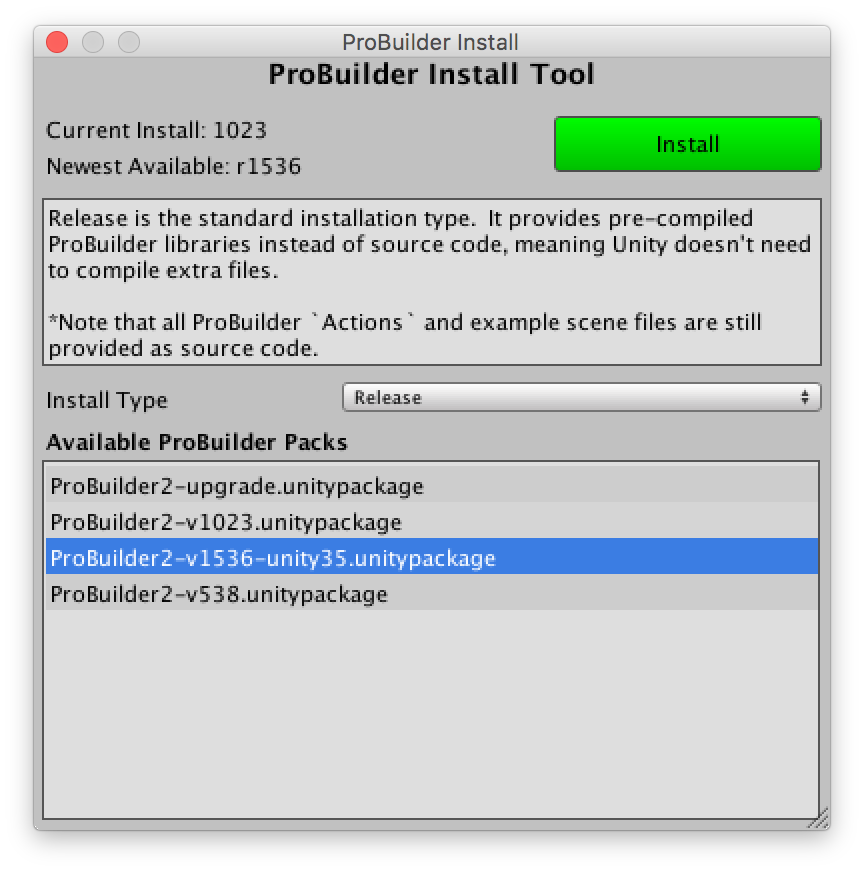 ProBuilder Install
ProBuilder Install Tool
Current Install: 1023
Install
Newest Available: r1536
Release is the standard installation type.  It provides pre-compiled
ProBuilder libraries instead of source code, meaning Unity doesn't need
to compile extra files.
*Note that all ProBuilder `Actions` and example scene files are still
provided as source code.
Install Type
Release
Available ProBuilder Packs
ProBuilder2-upgrade.unitypackage
ProBuilder2-v1023.unitypackage
ProBuilder2-v1536-unity35.unitypackage
ProBuilder2-v538.unitypackage